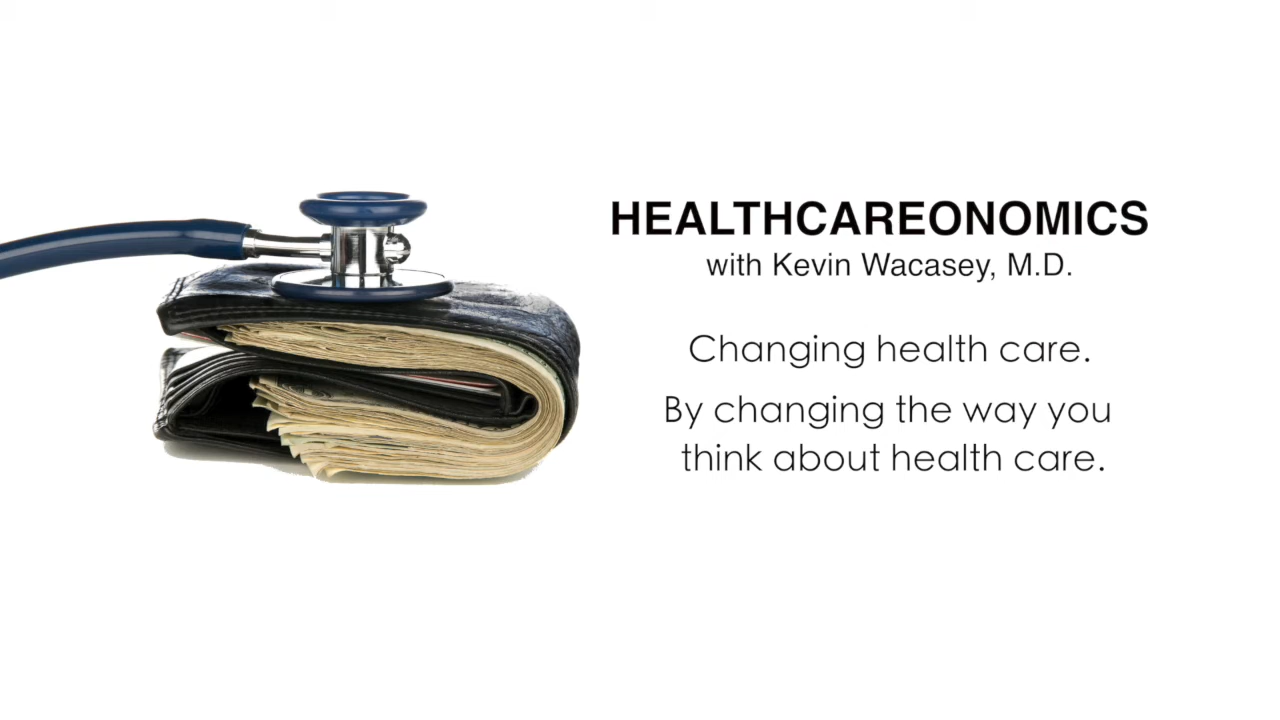 HEALTHCAREONOMICS
with Kevin Wacasey, M.D.
Changing health care.
By changing the way you
think about health care.